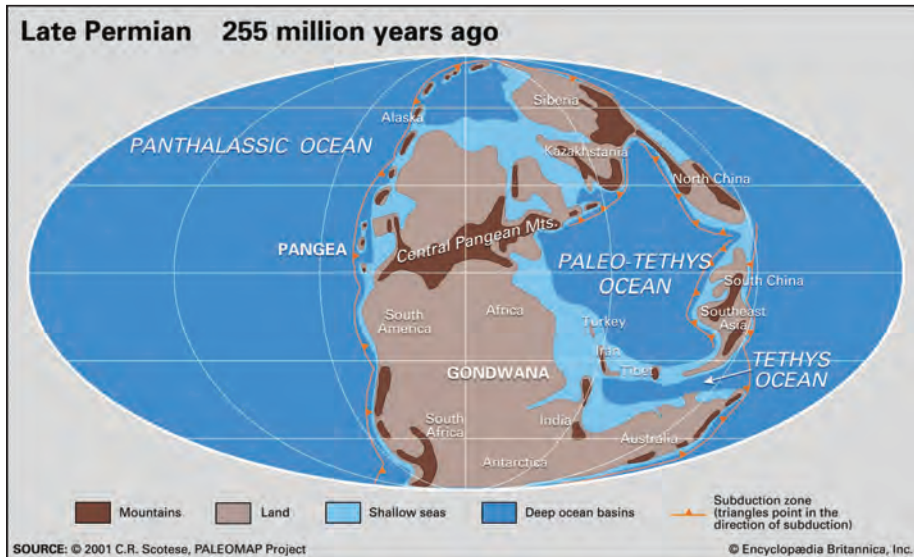 Late Permian 255 million years ago
Alaska
Siberia
PANTHALASSIC OCEAN
Kazakhstania
North China
Central Pangean Mts.
PANGEA
PALEO-TETHYS
OCEAN
South China
South
America
Africa
Turkey
Southeast
Asia
Iran
Tibet
GONDWANA
TETHYS
OCEAN
India
South
Africa
Australia
Antarctica
Mountains
Land
Shallow seas
Deep ocean basins
Subduction zone
(triangles point in the
direction of subduction)
SOURCE: © 2001 C.R. Scotese, PALEOMAP Project
© Encyclopædia Britannica, Inc.